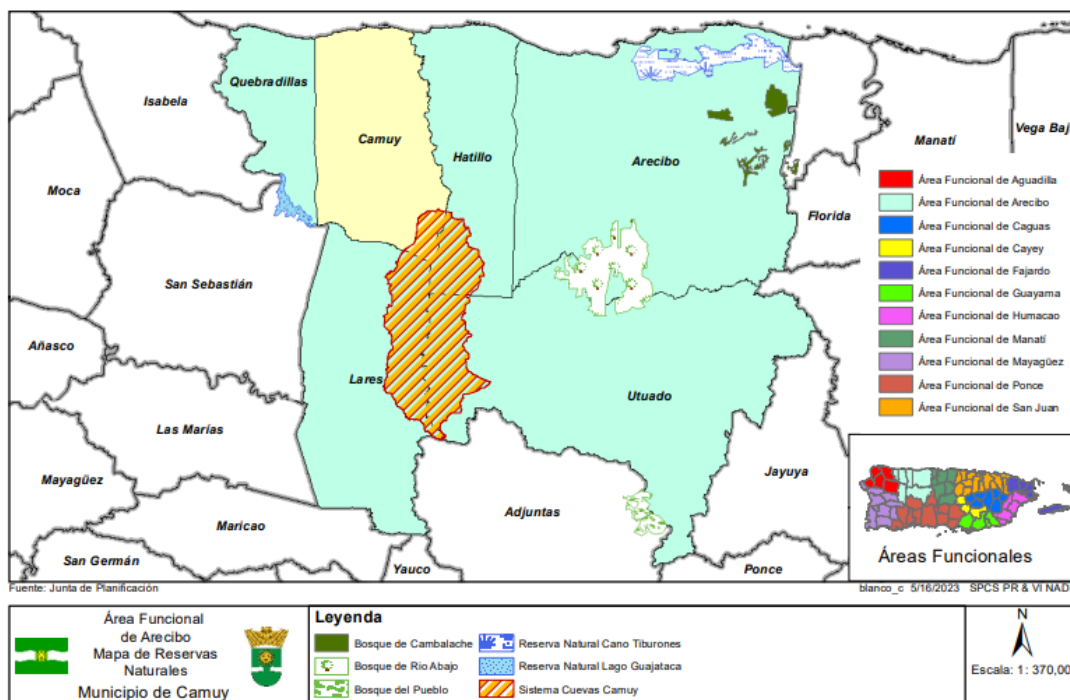 Isabela
Quebradillas
Camuy
Hatillo
Arecibo
Manatí
Vega Baj
Moca
Florida
San Sebastián
Añasco
Lares
Utuado
Las Marías
Mayagüez
Jayuya
Adjuntas
Maricao
San Germán
Yauco
Ponce
Área Funcional de Aguadilla
Área Funcional de Arecibo
Área Funcional de Caguas
Área Funcional de Cayey
Área Funcional de Fajardo
Área Funcional de Guayama
Área Funcional de Humacao
Área Funcional de Manatí
Área Funcional de Mayagüez
Área Funcional de Ponce
Área Funcional de San Juan
Áreas Funcionales
Fuente: Junta de Planificación
blanco_c 5/16/2023 SPCS PR & VI NAD
Área Funcional
de Arecibo
Mapa de Reservas
Naturales
Municipio de Camuy
Leyenda
Bosque de Cambalache
Bosque de Río Abajo
Bosque del Pueblo
Reserva Natural Cano Tiburones
Reserva Natural Lago Guajataca
Sistema Cuevas Camuy
N
Escala: 1: 370,00